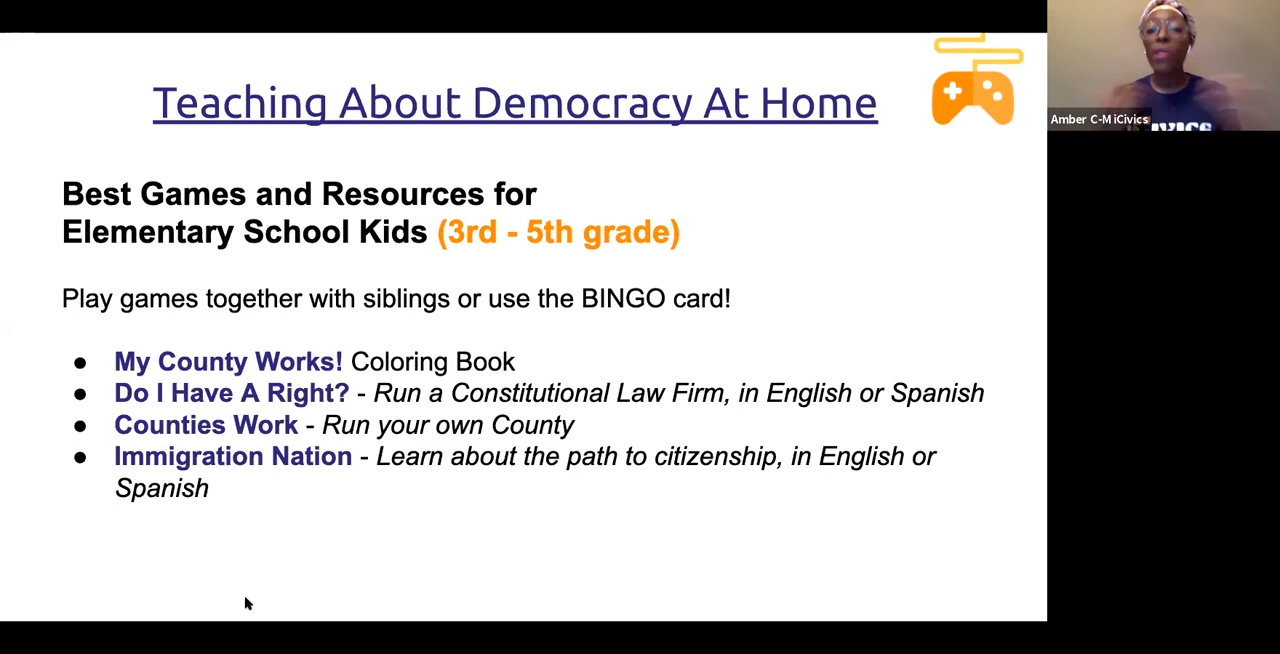 Teaching About Democracy At Home
Amber C-M iCivics
Best Games and Resources for
Elementary School Kids (3rd - 5th grade)
Play games together with siblings or use the BINGO card!
● My County Works! Coloring Book
● Do I Have A Right? - Run a Constitutional Law Firm, in English or Spanish
● Counties Work - Run your own County
● Immigration Nation - Learn about the path to citizenship, in English or
Spanish